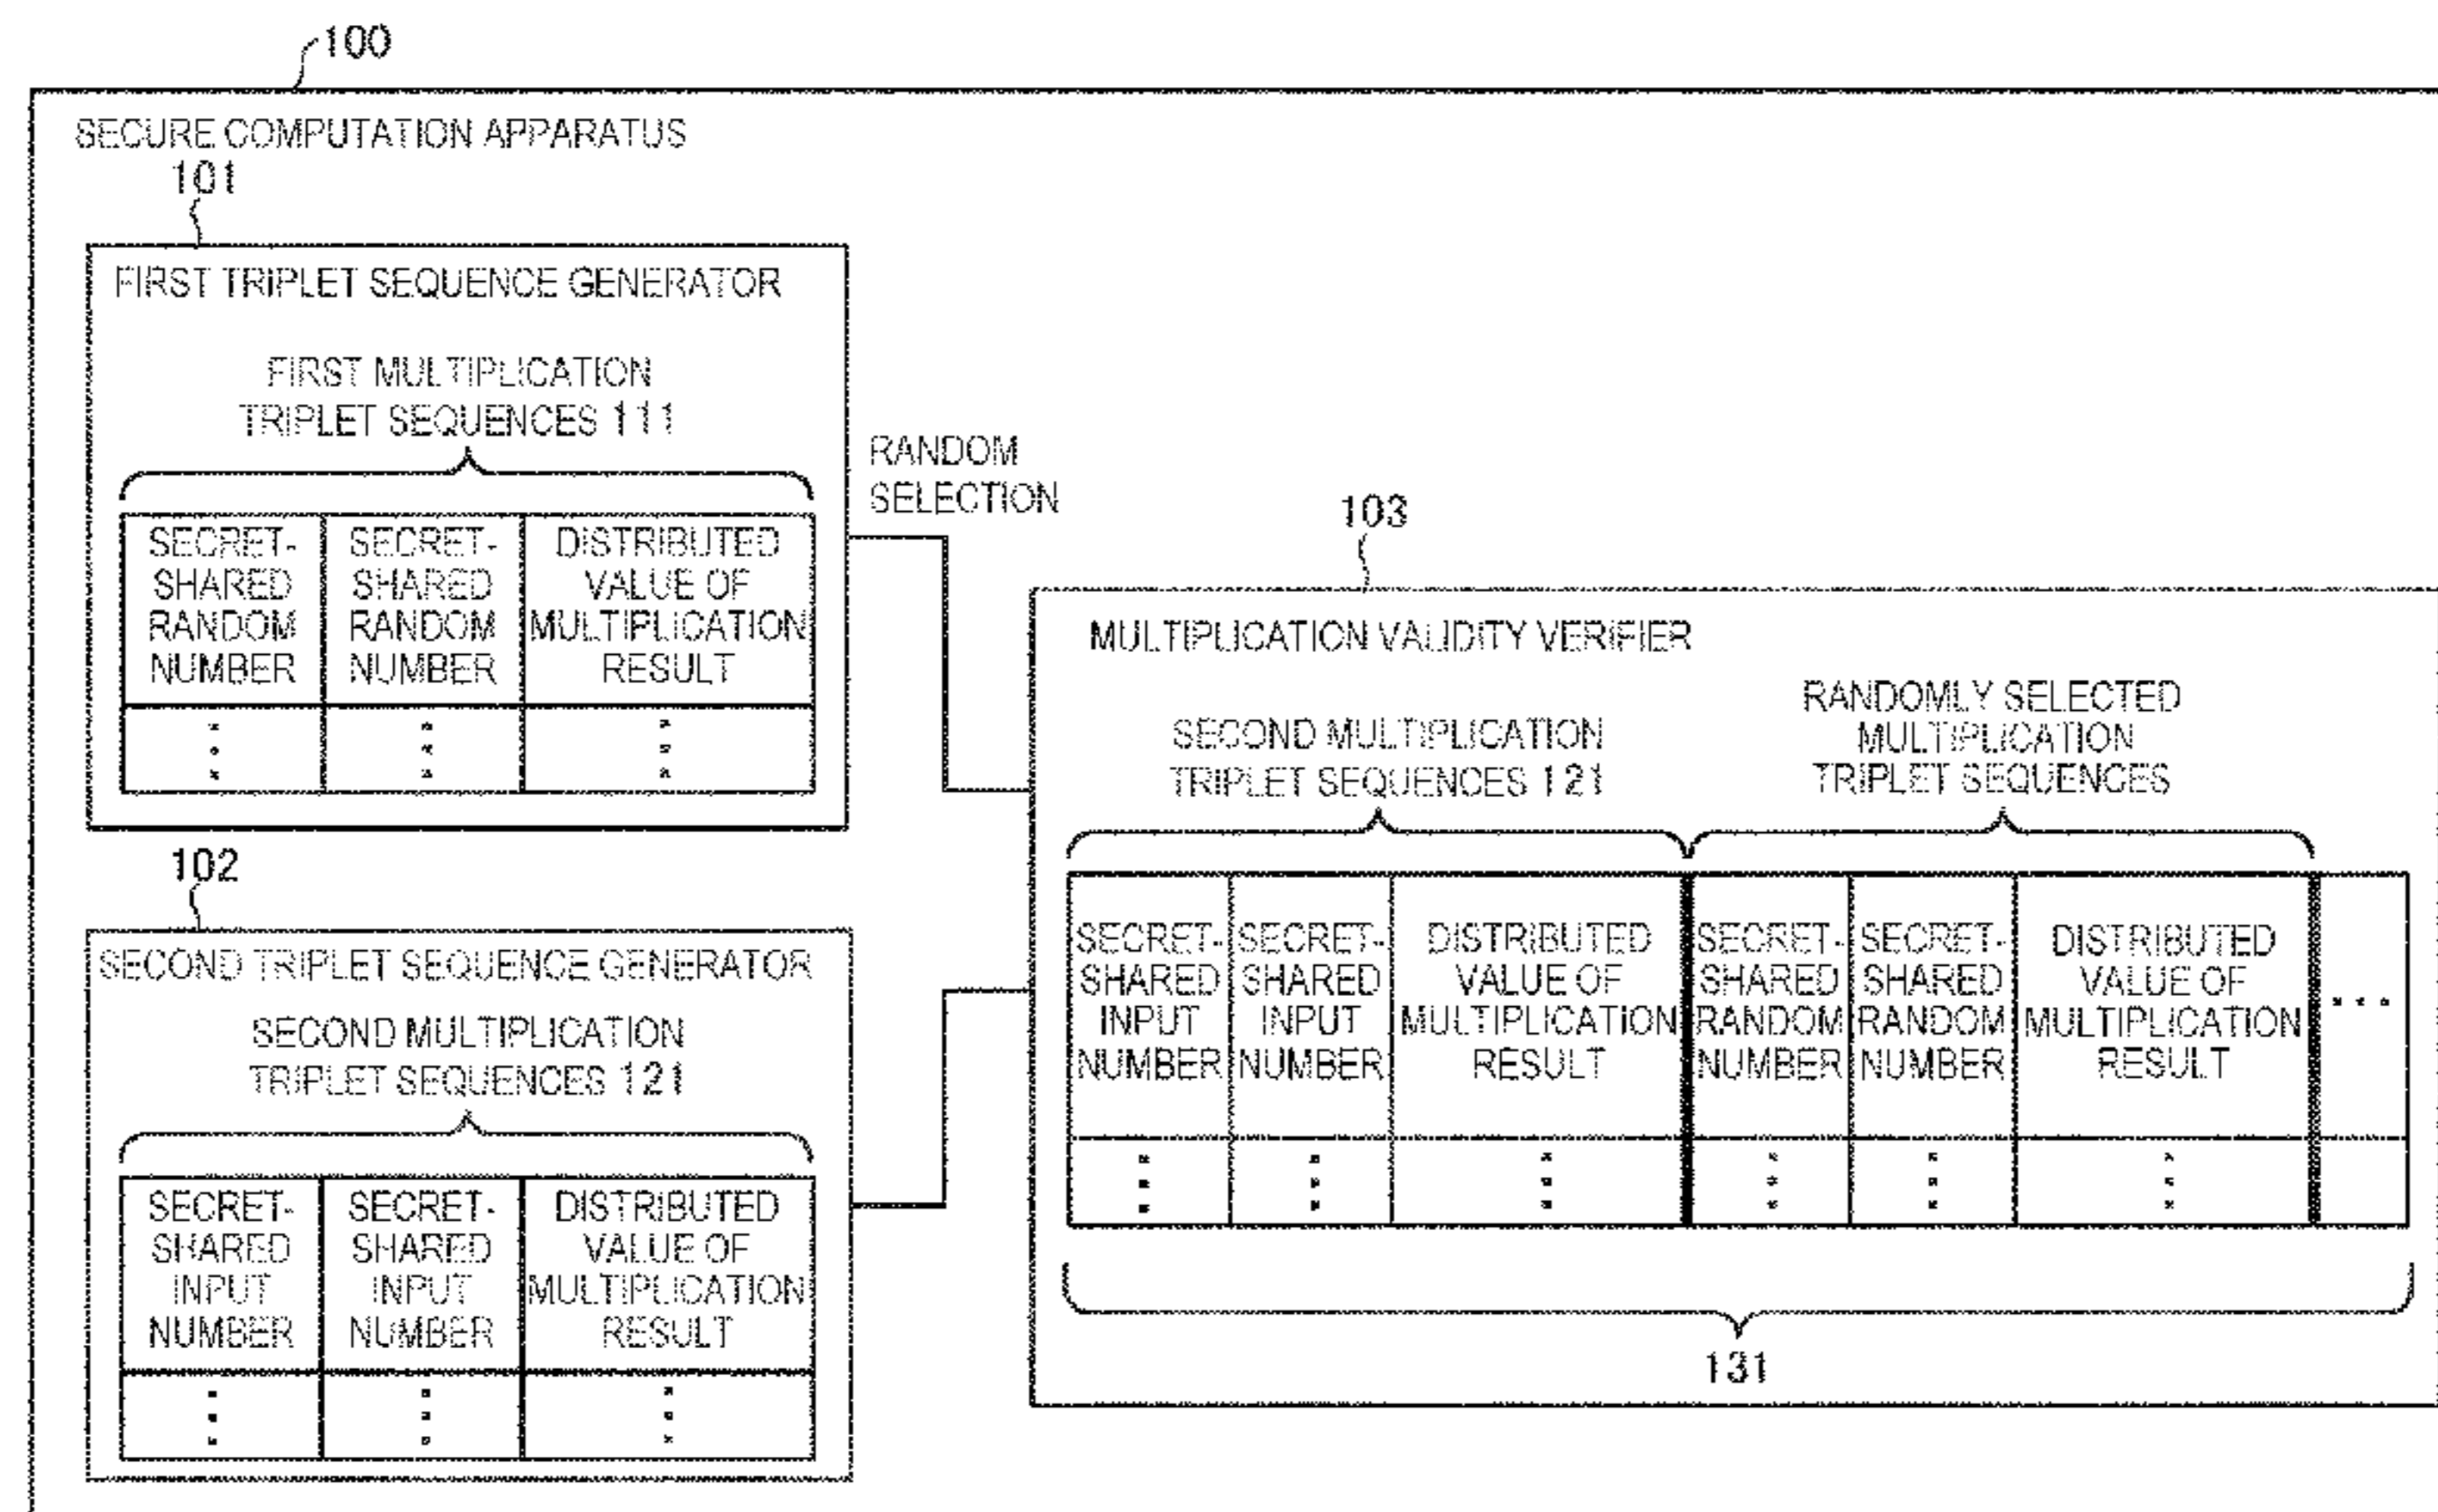 100
SECURE COMPUTATION APPARATUS
101
FIRST TRIPLET SEQUENCE GENERATOR
FIRST MULTIPLICATION
TRIPLET SEQUENCES 111
SECRET-
SHARED
RANDOM
NUMBER
SECRET-
SHARED
RANDOM
NUMBER
DISTRIBUTED
VALUE OF
MULTIPLICATION
RESULT
RANDOM
SELECTION
102
SECOND TRIPLET SEQUENCE GENERATOR
SECOND MULTIPLICATION
TRIPLET SEQUENCES 121
SECRET-
SHARED
INPUT
NUMBER
SECRET-
SHARED
INPUT
NUMBER
DISTRIBUTED
VALUE OF
MULTIPLICATION
RESULT
103
MULTIPLICATION VALIDITY VERIFIER
SECOND MULTIPLICATION
TRIPLET SEQUENCES 121
RANDOMLY SELECTED
MULTIPLICATION
TRIPLET SEQUENCES
SECRET-
SHARED
INPUT
NUMBER
SECRET-
SHARED
INPUT
NUMBER
DISTRIBUTED
VALUE OF
MULTIPLICATION
RESULT
SECRET-
SHARED
RANDOM
NUMBER
SECRET-
SHARED
RANDOM
NUMBER
DISTRIBUTED
VALUE OF
MULTIPLICATION
RESULT
...
131